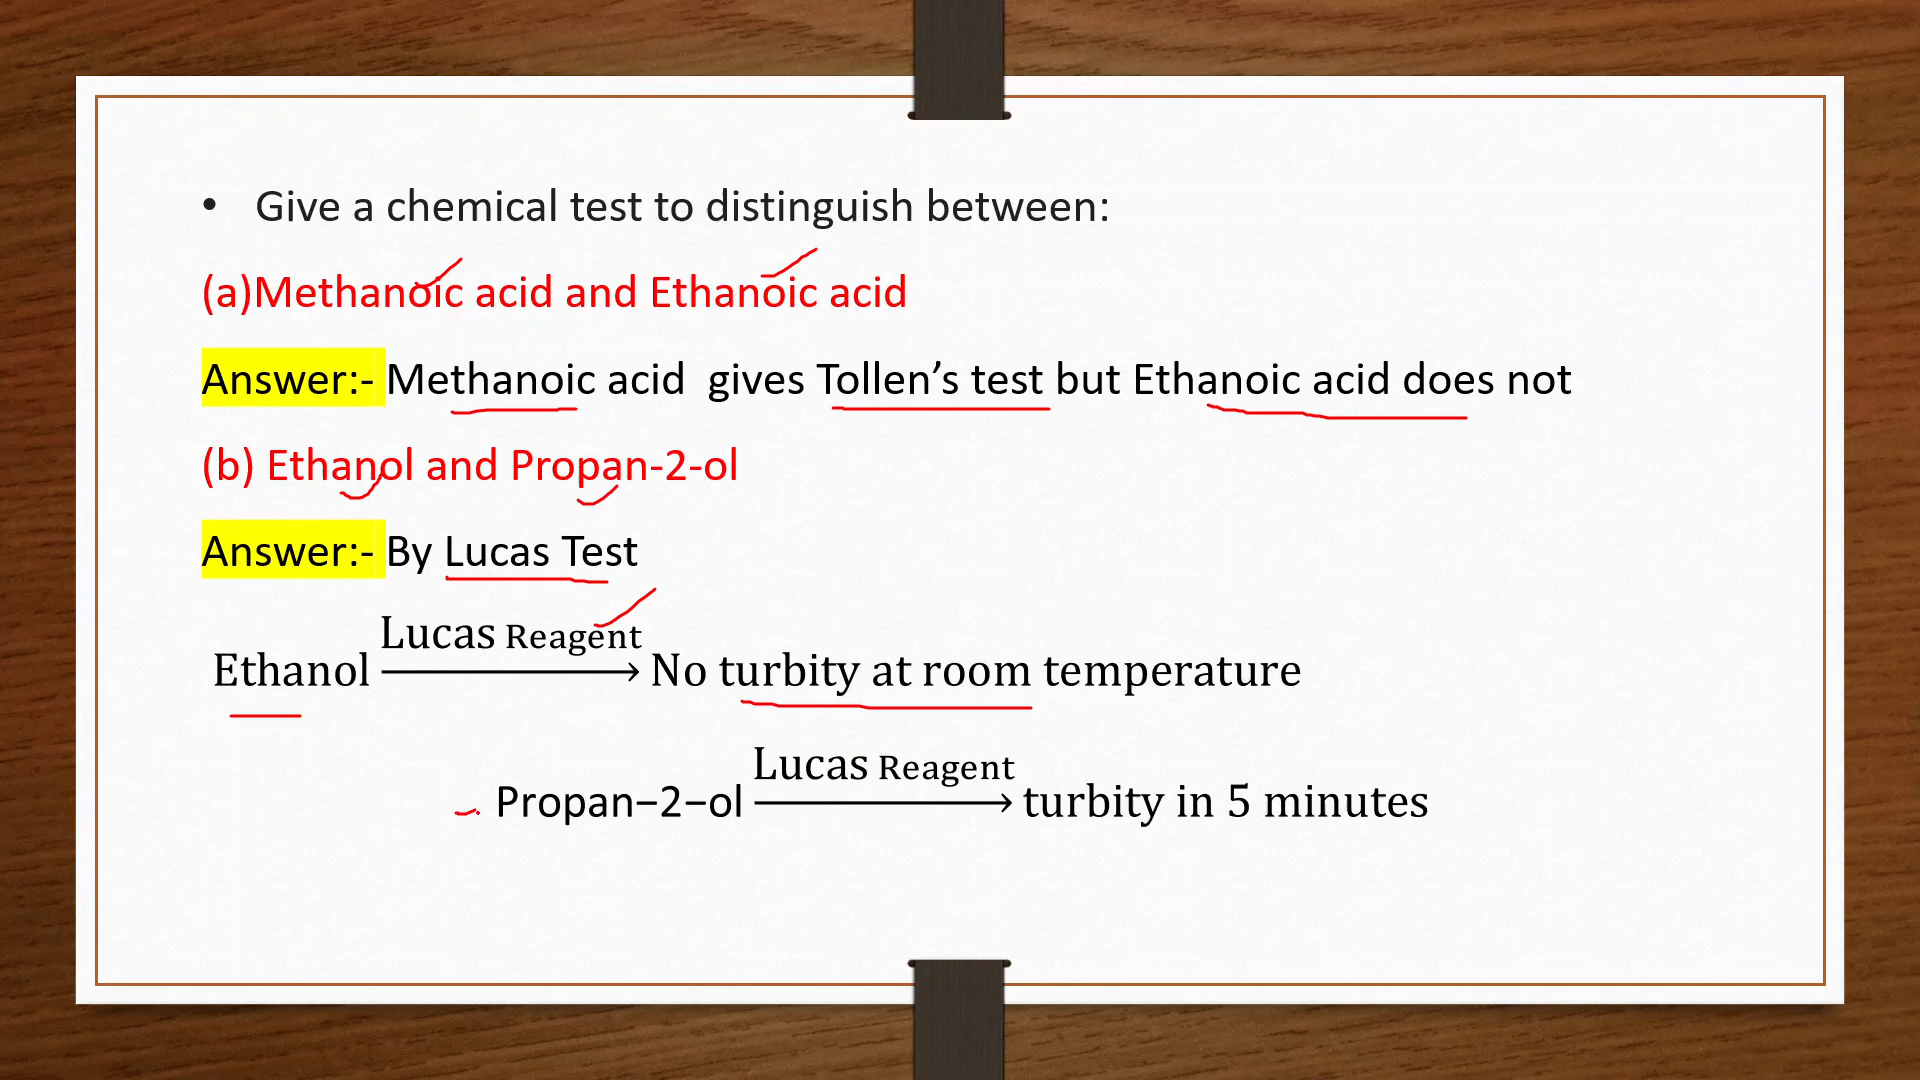 • Give a chemical test to distinguish between:
(a)Methanoic acid and Ethanoic acid
Answer:- Methanoic acid gives Tollen’s test but Ethanoic acid does not
(b) Ethanol and Propan-2-ol
Answer:- By Lucas Test
Lucas Reagent
Ethanol ⟶ No turbity at room temperature
Lucas Reagent
Propan−2−ol ⟶ turbity in 5 minutes